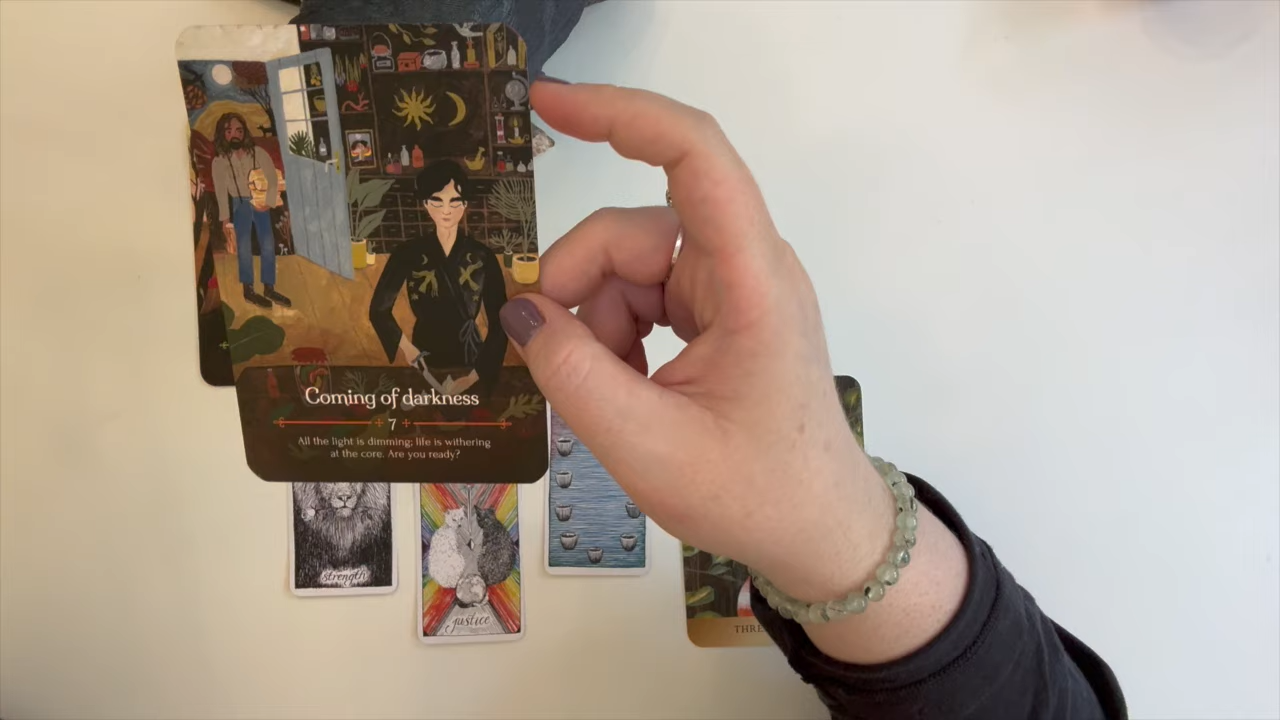 Coming of darkness
7
All the light is dimming; life is withering
at the core. Are you ready?
strength
justice